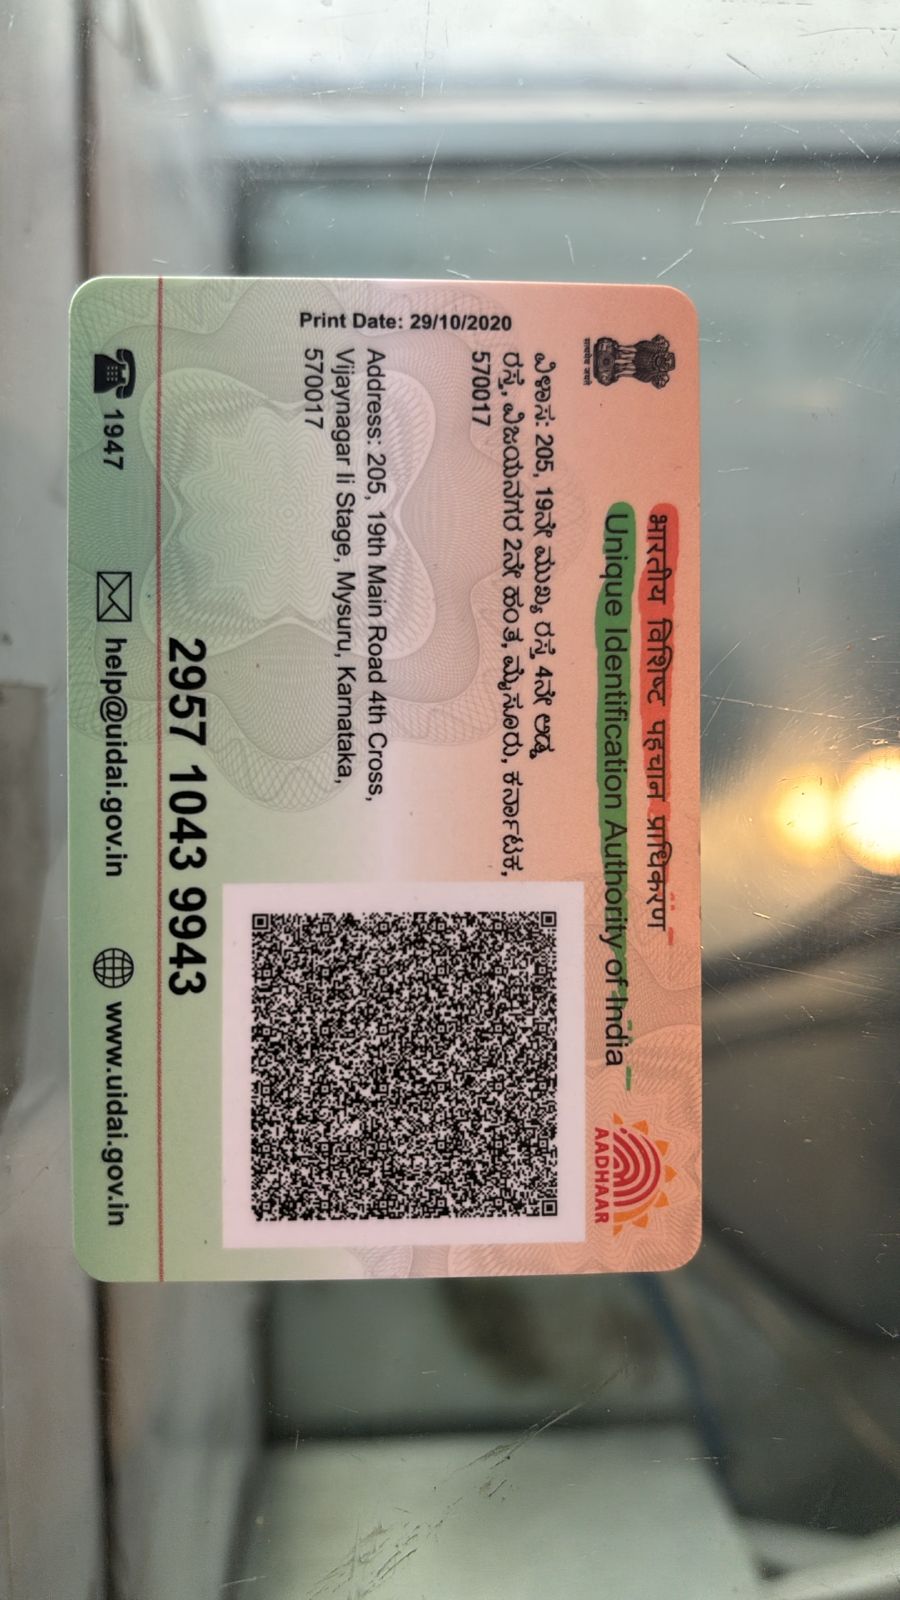 भारतीय विशिष्ट पहचान प्राधिकरण
Unique Identification Authority of India
सत्यमेव जयते
AADHAAR
Print Date: 29/10/2020
ವಿಳಾಸ: 205, 19ನೇ ಮುಖ್ಯ ರಸ್ತೆ 4ನೇ ಅಡ್ಡ
ರಸ್ತೆ, ವಿಜಯನಗರ 2ನೇ ಹಂತ, ಮೈಸೂರು, ಕರ್ನಾಟಕ,
570017
Address: 205, 19th Main Road 4th Cross,
Vijaynagar Ii Stage, Mysuru, Karnataka,
570017
2957 1043 9943
1947
help@uidai.gov.in
www.uidai.gov.in